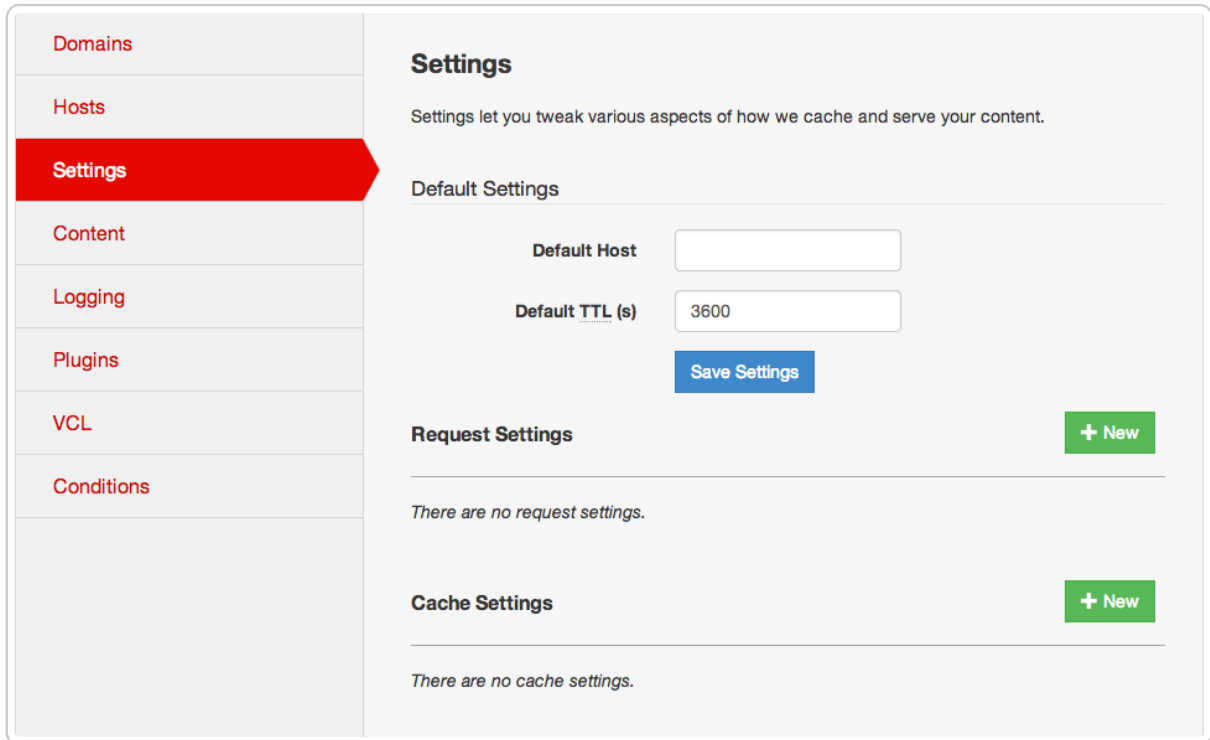 Domains
Hosts
Settings
Content
Logging
Plugins
VCL
Conditions
Settings
Settings let you tweak various aspects of how we cache and serve your content.
Default Settings
Default Host
Default TTL (s)
3600
Save Settings
Request Settings
+ New
There are no request settings.
Cache Settings
+ New
There are no cache settings.